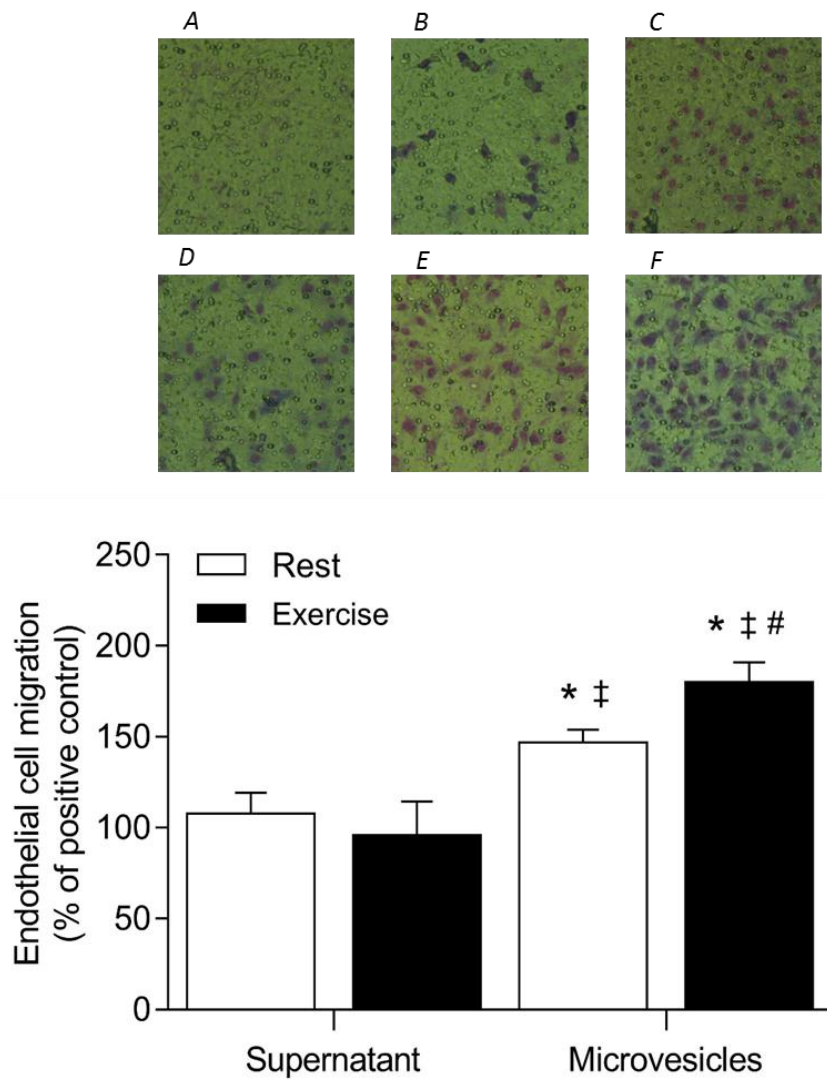 A B C
D E F
Endothelial cell migration
(% of positive control)
250
200
150
100
50
0
Rest
Exercise
* ‡
* ‡ #
Supernatant Microvesicles